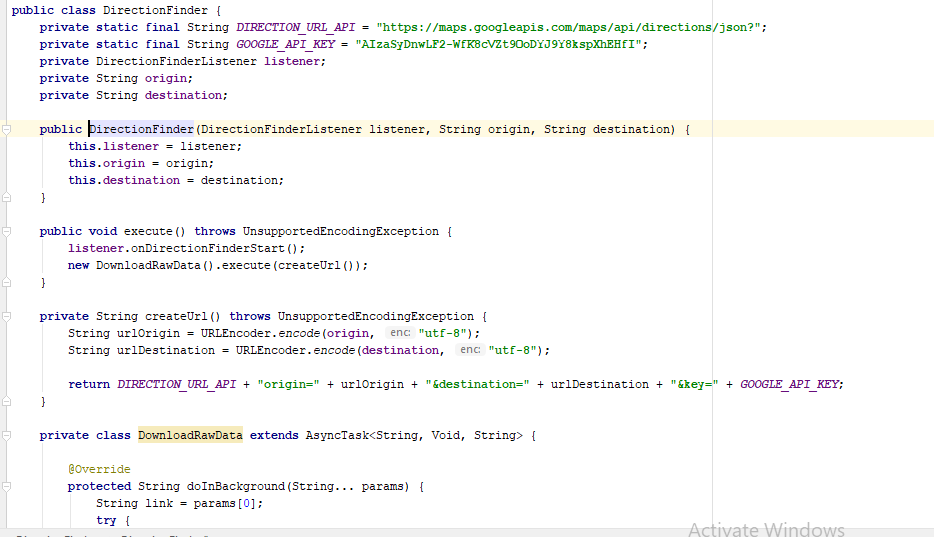 public class DirectionFinder {
private static final String DIRECTION_URL_API = "https://maps.googleapis.com/maps/api/directions/json?";
private static final String GOOGLE_API_KEY = "AIzaSyDnwLF2-WfK8cVZt9OoDYJ9Y8kspXhEHfI";
private DirectionFinderListener listener;
private String origin;
private String destination;
public DirectionFinder(DirectionFinderListener listener, String origin, String destination) {
this.listener = listener;
this.origin = origin;
this.destination = destination;
}
public void execute() throws UnsupportedEncodingException {
listener.onDirectionFinderStart();
new DownloadRawData().execute(createUrl());
}
private String createUrl() throws UnsupportedEncodingException {
String urlOrigin = URLEncoder.encode(origin, enc: "utf-8");
String urlDestination = URLEncoder.encode(destination, enc: "utf-8");
return DIRECTION_URL_API + "origin=" + urlOrigin + "&destination=" + urlDestination + "&key=" + GOOGLE_API_KEY;
}
private class DownloadRawData extends AsyncTask<String, Void, String> {
@Override
protected String doInBackground(String... params) {
String link = params[0];
try {
Activate Windows